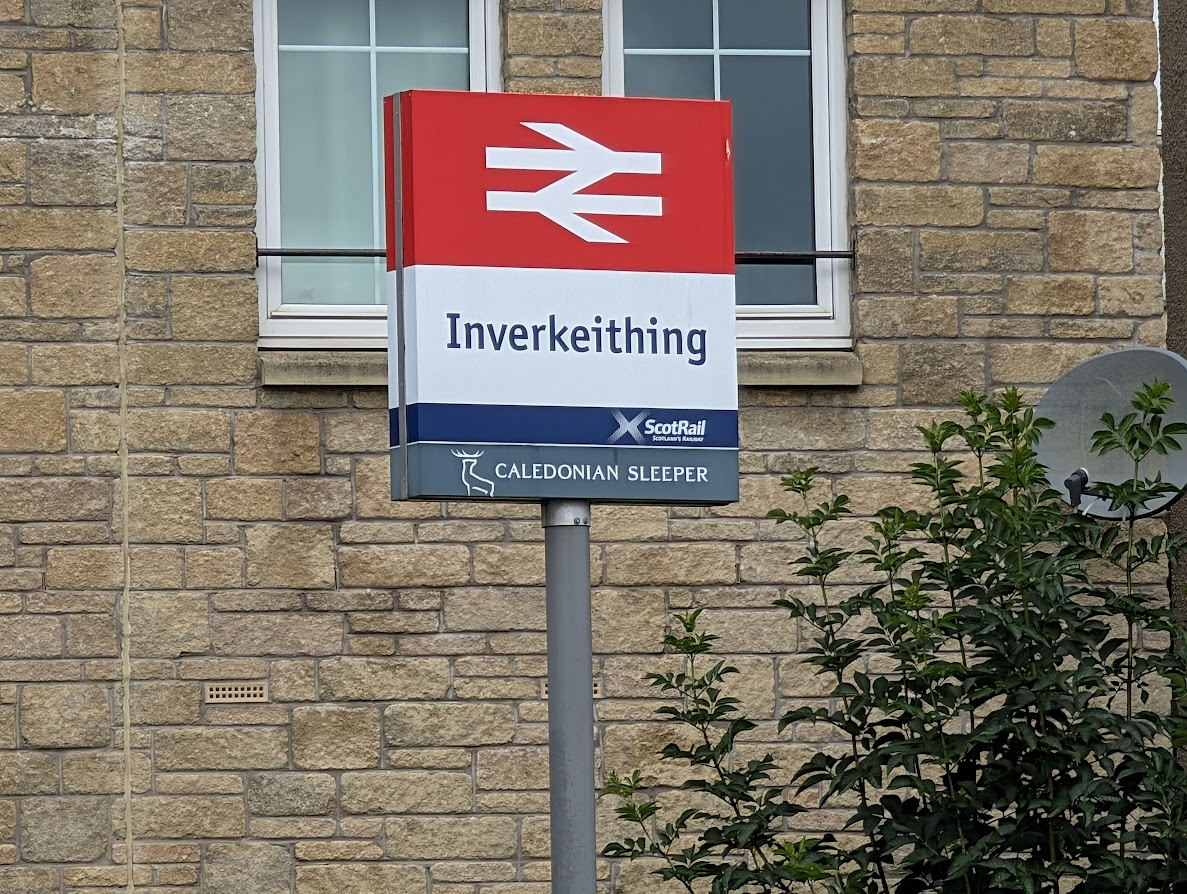 Inverkeithing
ScotRail
SCOTLAND'S RAILWAY
CALEDONIAN SLEEPER